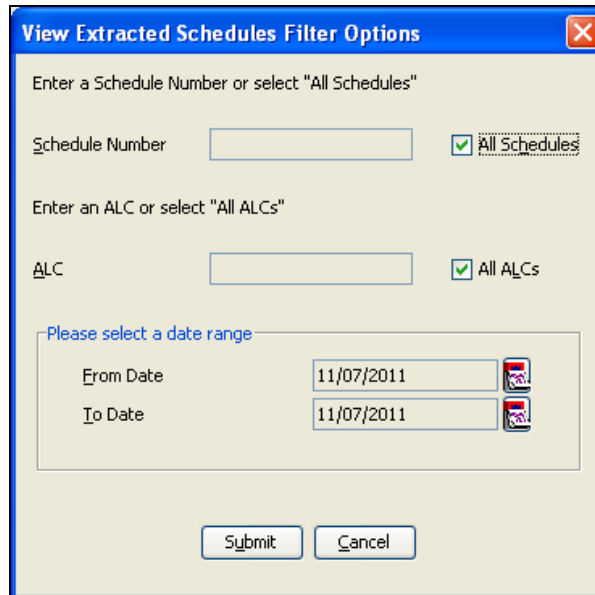 View Extracted Schedules Filter Options
Enter a Schedule Number or select "All Schedules"
Schedule Number All Schedules
Enter an ALC or select "All ALCs"
ALC All ALCs
Please select a date range
From Date 11/07/2011
To Date 11/07/2011
Submit Cancel